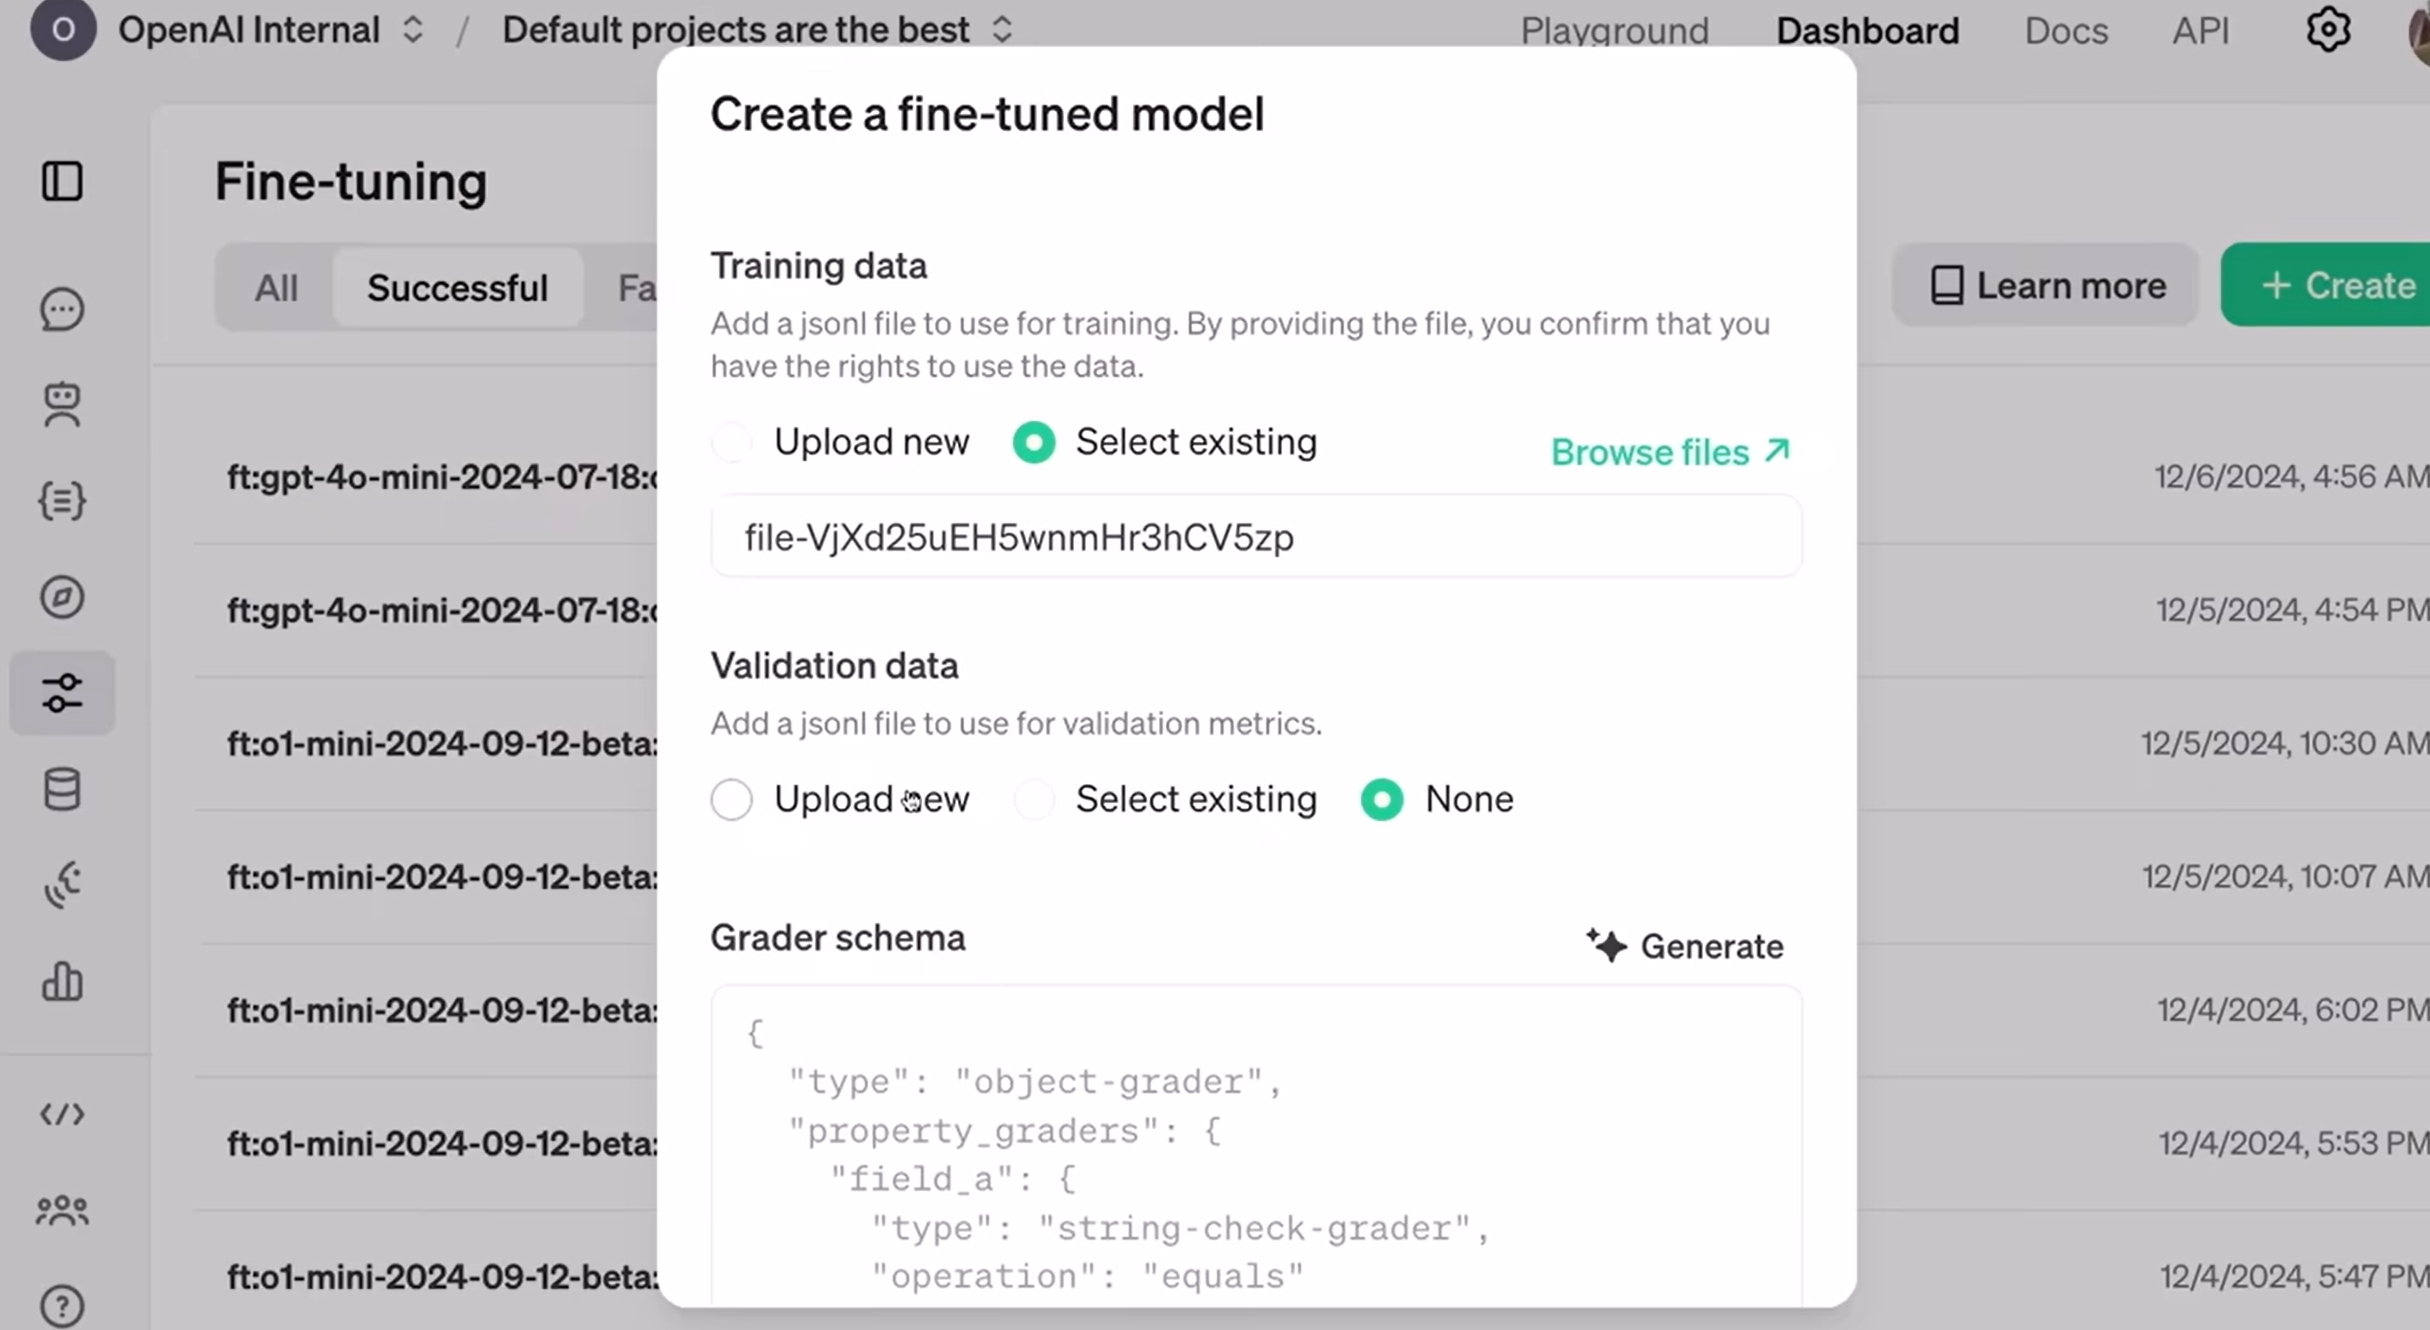 O OpenAI Internal / Default projects are the best Playground Dashboard Docs API
Create a fine-tuned model
Fine-tuning
All Successful Fa
Learn more + Create
Training data
Add a jsonl file to use for training. By providing the file, you confirm that you
have the rights to use the data.
Upload new Select existing Browse files
file-VjXd25uEH5wnmHr3hCV5zp
Validation data
Add a jsonl file to use for validation metrics.
Upload new Select existing None
Grader schema Generate
{
"type": "object-grader",
"property_graders": {
"field_a": {
"type": "string-check-grader",
"operation": "equals"
ft:gpt-4o-mini-2024-07-18:c 12/6/2024, 4:56 AM
ft:gpt-4o-mini-2024-07-18:c 12/5/2024, 4:54 PM
ft:o1-mini-2024-09-12-beta: 12/5/2024, 10:30 AM
ft:o1-mini-2024-09-12-beta: 12/5/2024, 10:07 AM
ft:o1-mini-2024-09-12-beta: 12/4/2024, 6:02 PM
ft:o1-mini-2024-09-12-beta: 12/4/2024, 5:53 PM
ft:o1-mini-2024-09-12-beta: 12/4/2024, 5:47 PM